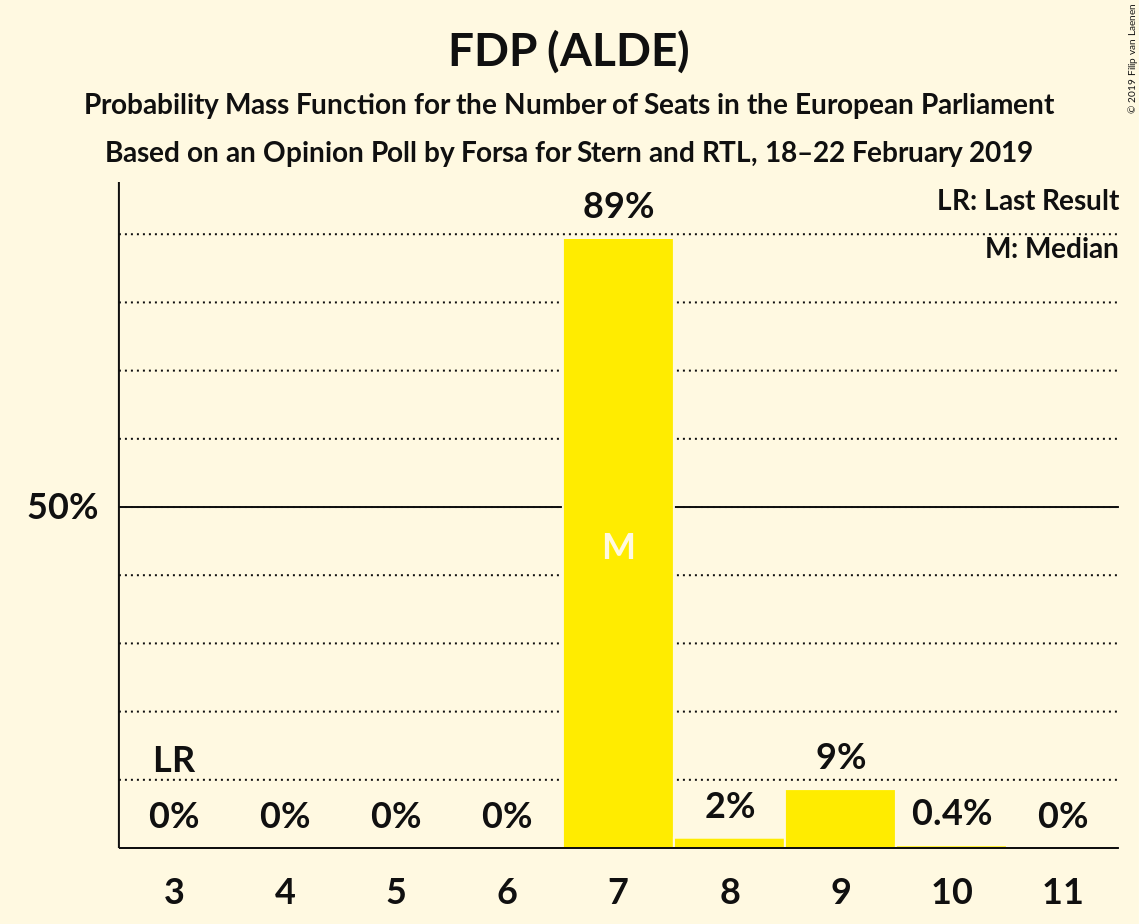 FDP (ALDE)
Probability Mass Function for the Number of Seats in the European Parliament
Based on an Opinion Poll by Forsa for Stern and RTL, 18–22 February 2019
© 2019 Filip van Laenen
LR: Last Result
M: Median
89%
50%
M
LR
0%
0%
0%
0%
2%
9%
0.4%
0%
3 4 5 6 7 8 9 10 11